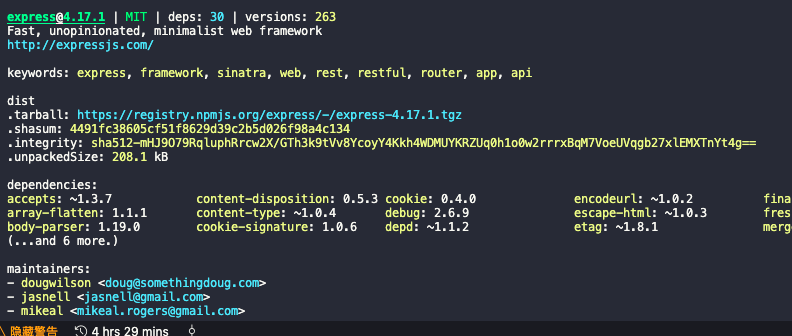 express@4.17.1 | MIT | deps: 30 | versions: 263
Fast, unopinionated, minimalist web framework
http://expressjs.com/
keywords: express, framework, sinatra, web, rest, restful, router, app, api
dist
.tarball: https://registry.npmjs.org/express/-/express-4.17.1.tgz
.shasum: 4491fc38605cf51f8629d39c2b5d026f98a4c134
.integrity: sha512-mHJ9O79RqluphRrcw2X/GTh3k9tVv8YcoyY4Kkh4WDMUYKRZUq0h1o0w2rrrxBqM7VoeUVqgb27xlEMXTnYt4g==
.unpackedSize: 208.1 kB
dependencies:
accepts: ~1.3.7 content-disposition: 0.5.3 cookie: 0.4.0 encodeurl: ~1.0.2 fina
array-flatten: 1.1.1 content-type: ~1.0.4 debug: 2.6.9 escape-html: ~1.0.3 fres
body-parser: 1.19.0 cookie-signature: 1.0.6 depd: ~1.1.2 etag: ~1.8.1 merg
(...and 6 more.)
maintainers:
- dougwilson <doug@somethingdoug.com>
- jasnell <jasnell@gmail.com>
- mikeal <mikeal.rogers@gmail.com>
隐藏警告 4 hrs 29 mins